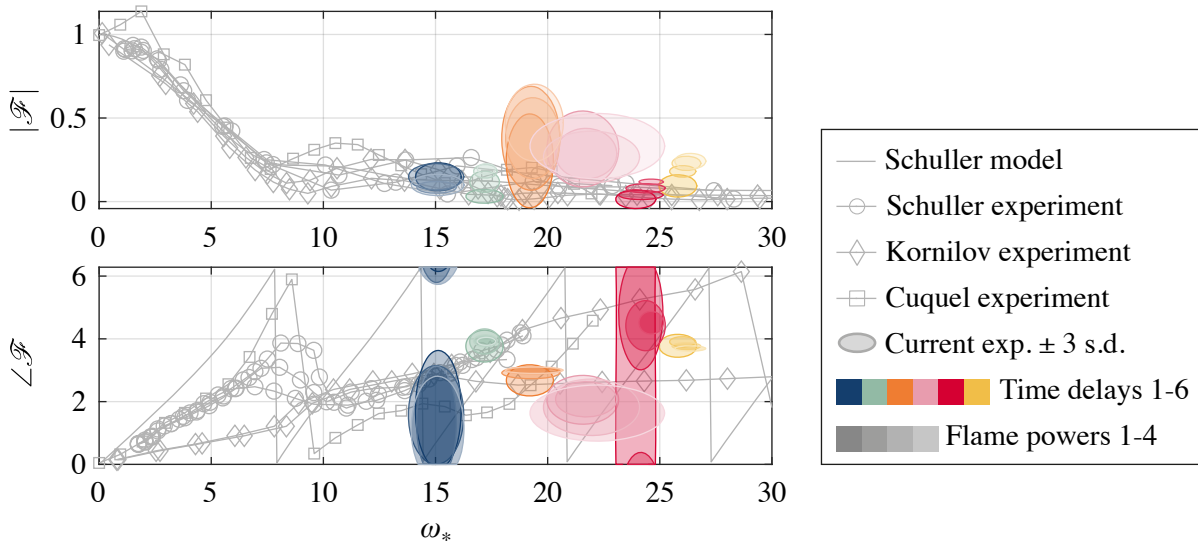 1
0.5
0
|ℱ|
0 5 10 15 20 25 30
6
4
2
0
∠ℱ
0 5 10 15 20 25 30
ω*
Schuller model
Schuller experiment
Kornilov experiment
Cuquel experiment
Current exp. ± 3 s.d.
Time delays 1-6
Flame powers 1-4